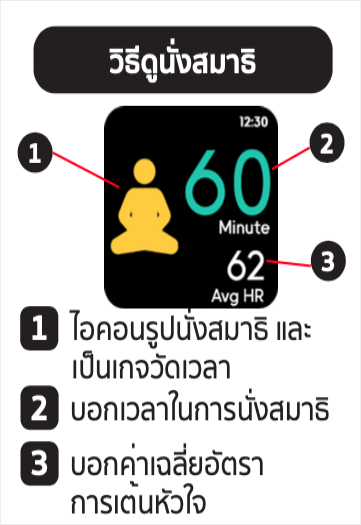 วิธีดูนั่งสมาธิ
12:30
1
60
2
Minute
62
3
Avg HR
1 ไอคอนรูปนั่งสมาธิ และ
เป็นเกจวัดเวลา
2 บอกเวลาในการนั่งสมาธิ
3 บอกค่าเฉลี่ยอัตรา
การเต้นหัวใจ